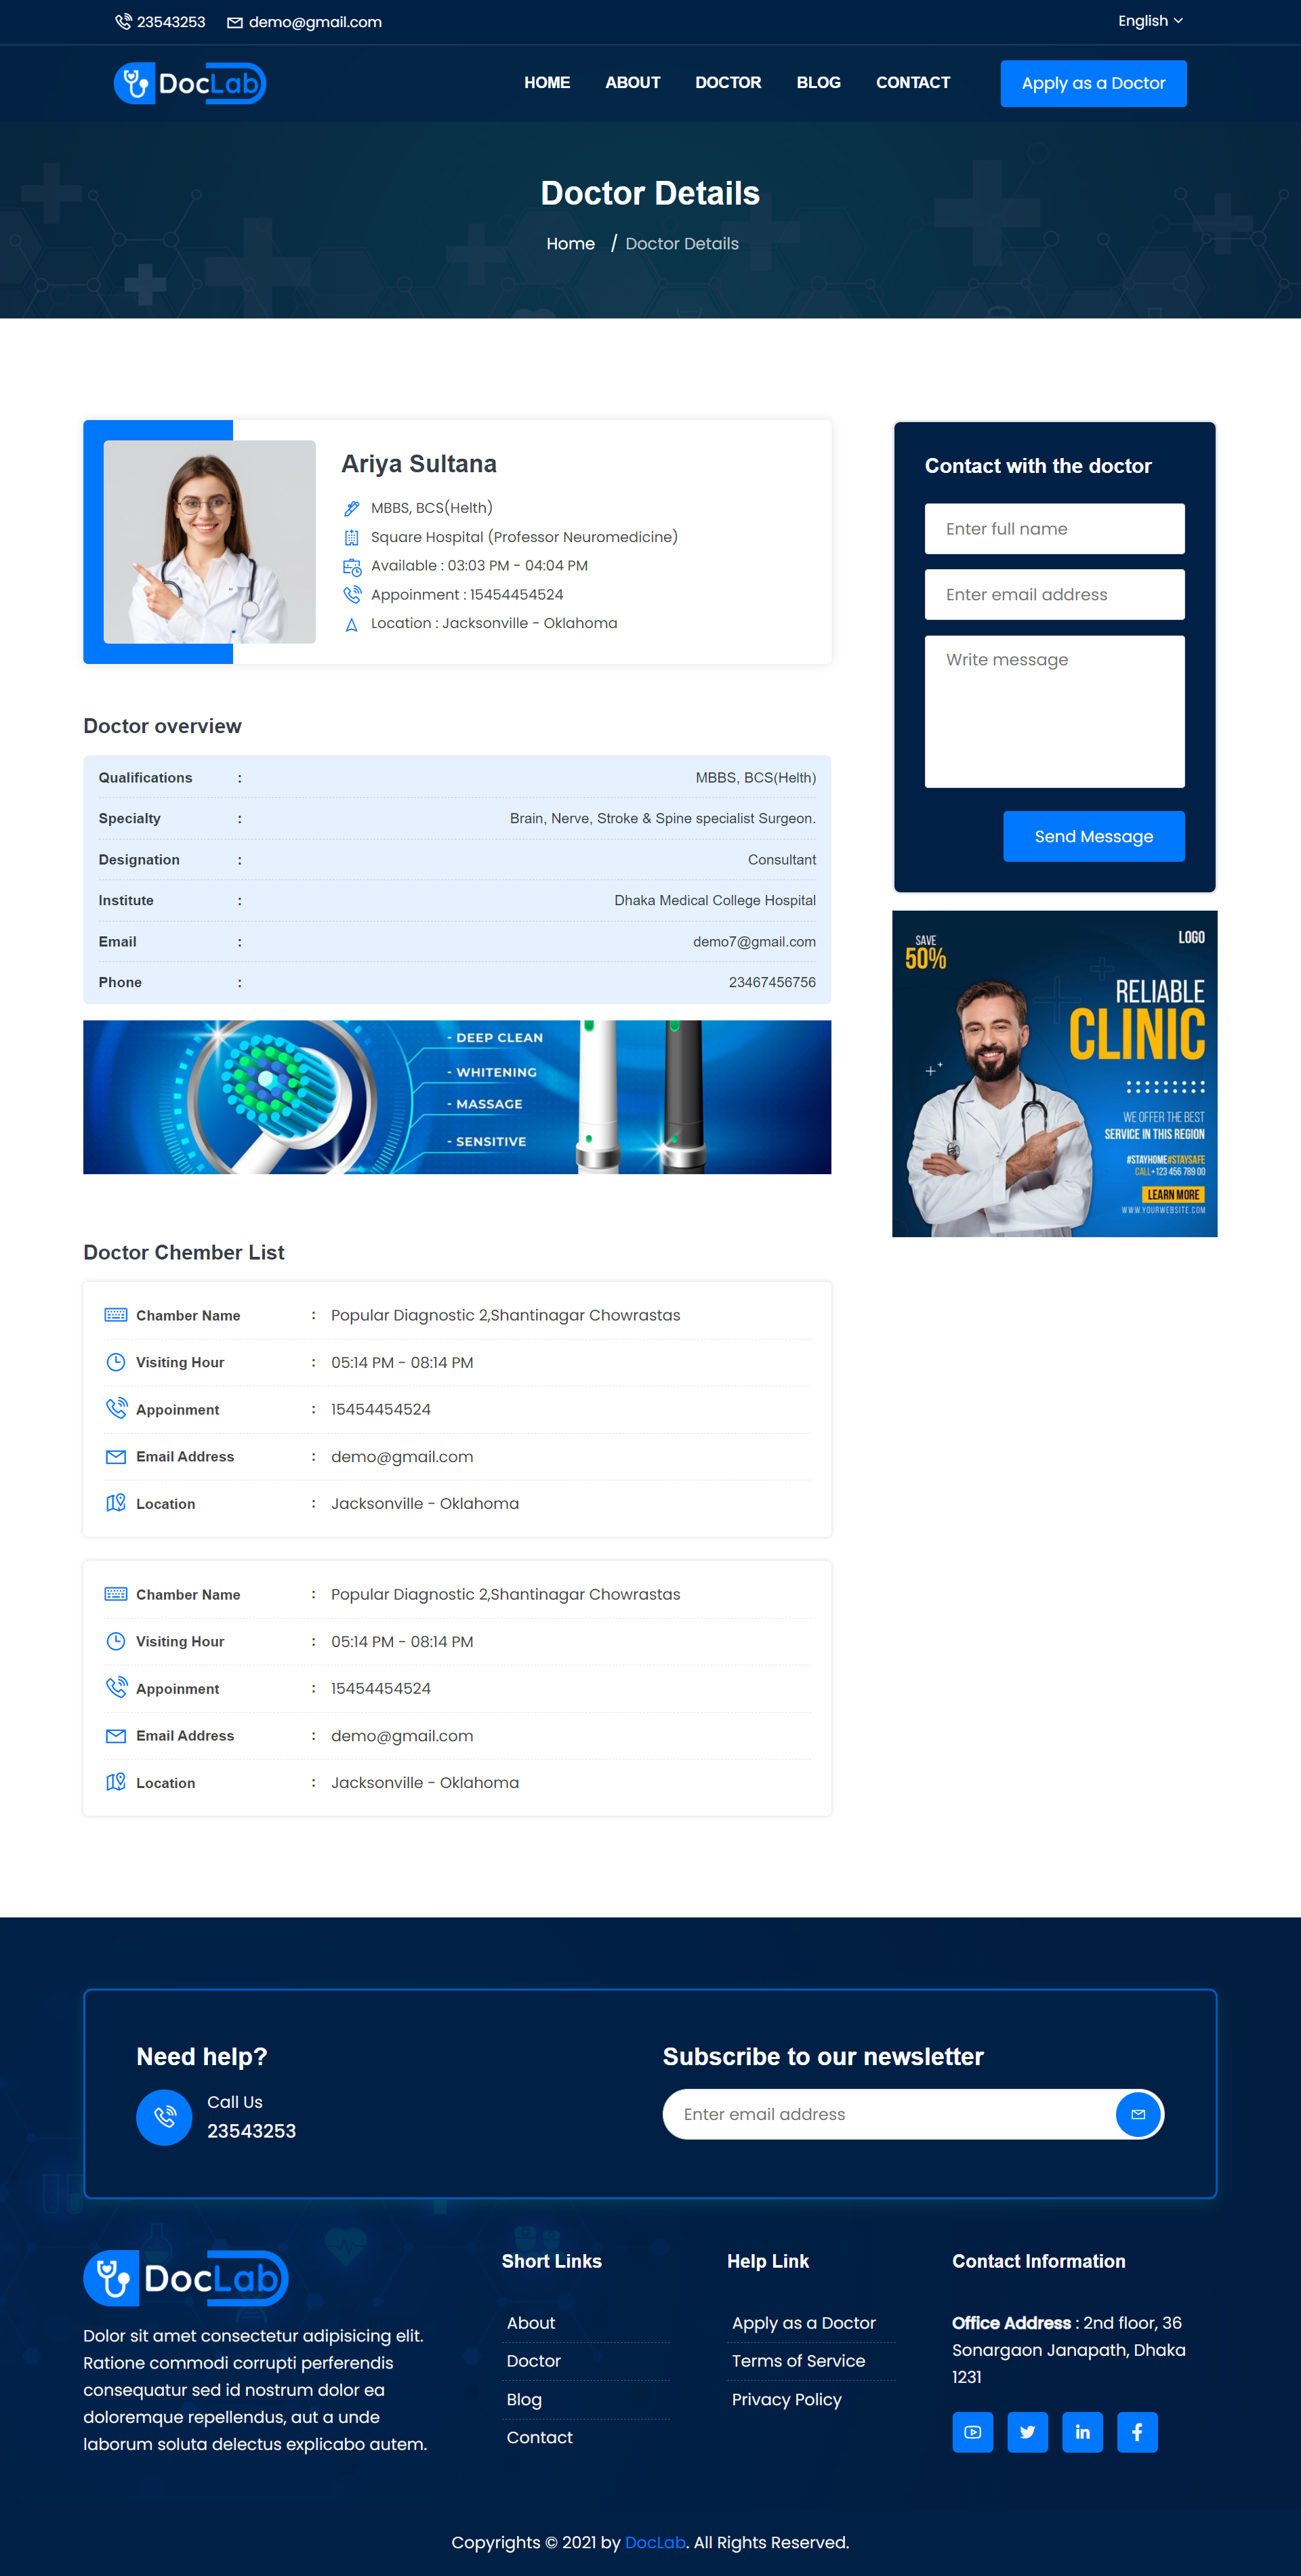 23543253 demo@gmail.com English
DocLab HOME ABOUT DOCTOR BLOG CONTACT Apply as a Doctor
Doctor Details
Home / Doctor Details
Ariya Sultana
MBBS, BCS(Helth)
Square Hospital (Professor Neuromedicine)
Available : 03:03 PM - 04:04 PM
Appoinment : 15454454524
Location : Jacksonville - Oklahoma
Doctor overview
Qualifications : MBBS, BCS(Helth)
Specialty : Brain, Nerve, Stroke & Spine specialist Surgeon.
Designation : Consultant
Institute : Dhaka Medical College Hospital
Email : demo7@gmail.com
Phone : 23467456756
- DEEP CLEAN
- WHITENING
- MASSAGE
- SENSITIVE
Doctor Chember List
Chamber Name : Popular Diagnostic 2,Shantinagar Chowrastas
Visiting Hour : 05:14 PM - 08:14 PM
Appoinment : 15454454524
Email Address : demo@gmail.com
Location : Jacksonville - Oklahoma
Chamber Name : Popular Diagnostic 2,Shantinagar Chowrastas
Visiting Hour : 05:14 PM - 08:14 PM
Appoinment : 15454454524
Email Address : demo@gmail.com
Location : Jacksonville - Oklahoma
Contact with the doctor
Enter full name
Enter email address
Write message
Send Message
SAVE
50%
LOGO
RELIABLE
CLINIC
WE OFFER THE BEST
SERVICE IN THIS REGION
#STAYHOME#STAYSAFE
CALL+123 456 789 00
LEARN MORE
WWW.YOURWEBSITE.COM
Need help?
Call Us
23543253
Subscribe to our newsletter
Enter email address
DocLab
Dolor sit amet consectetur adipisicing elit.
Ratione commodi corrupti perferendis
consequatur sed id nostrum dolor ea
doloremque repellendus, aut a unde
laborum soluta delectus explicabo autem.
Short Links
About
Doctor
Blog
Contact
Help Link
Apply as a Doctor
Terms of Service
Privacy Policy
Contact Information
Office Address : 2nd floor, 36
Sonargaon Janapath, Dhaka
1231
Copyrights © 2021 by DocLab. All Rights Reserved.